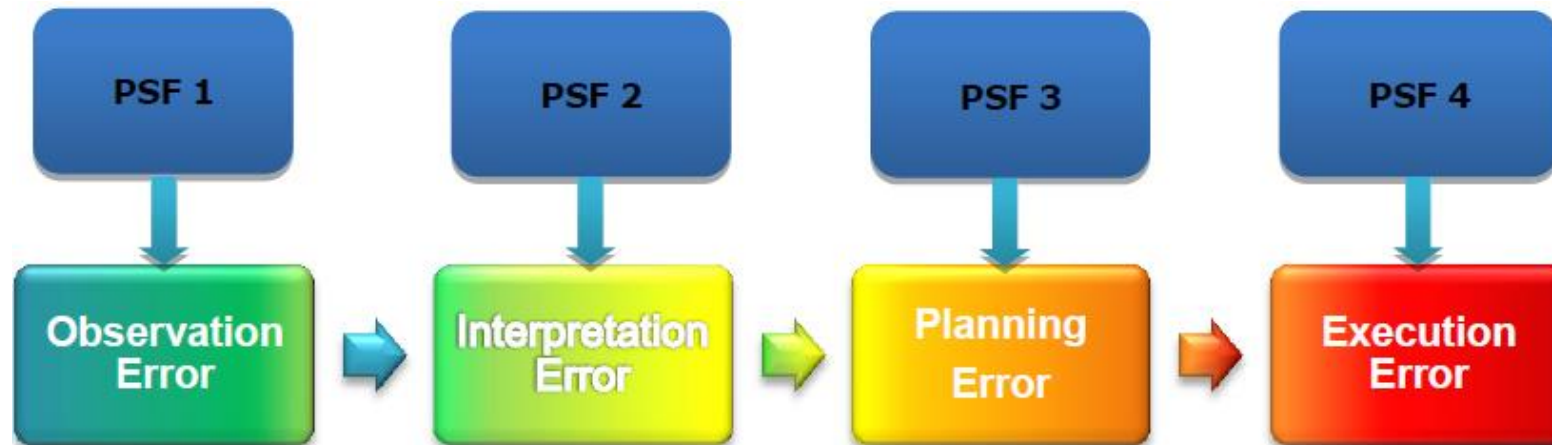 PSF 1
PSF 2
PSF 3
PSF 4
Observation
Error
Interpretation
Error
Planning
Error
Execution
Error